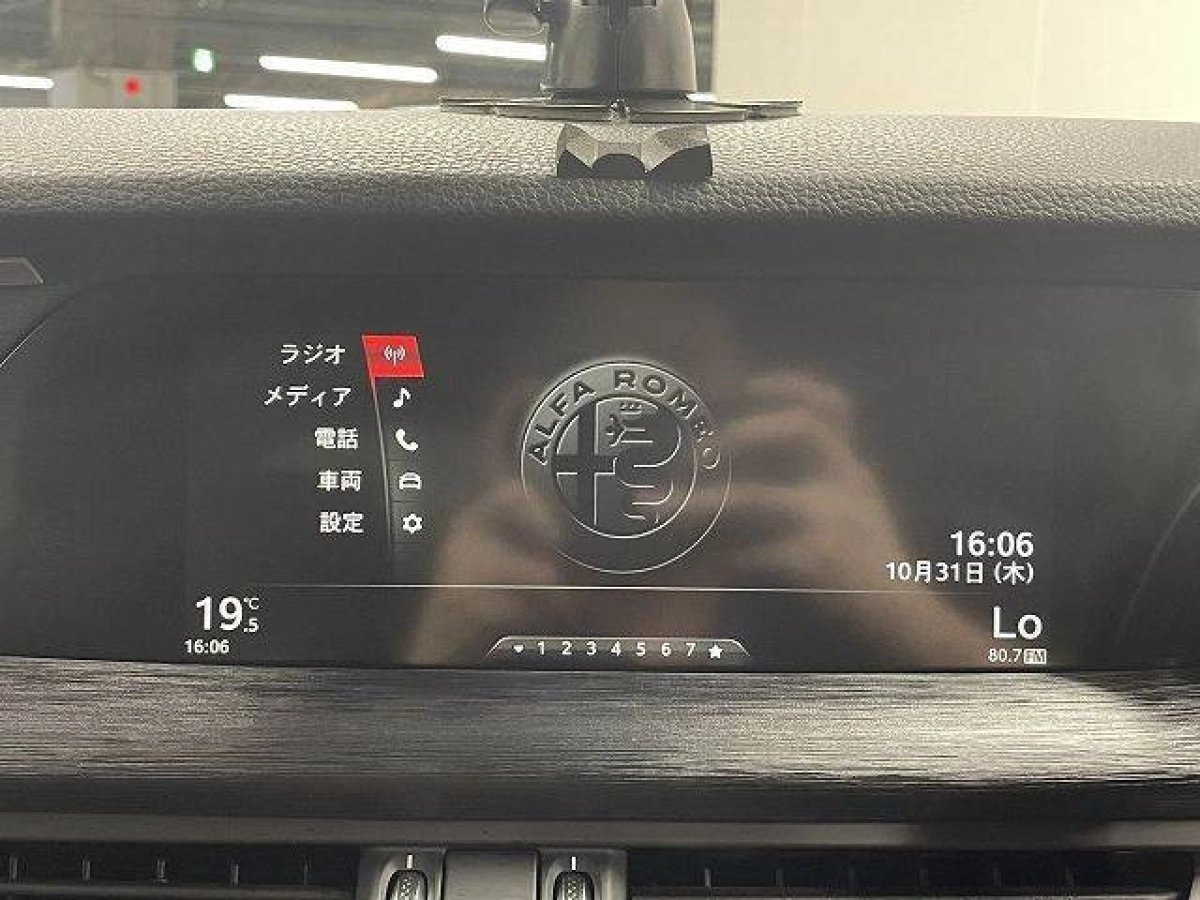 ラジオ
メディア
電話
車両
設定
ALFA ROMEO
16:06
10月31日 (木)
19.5℃
16:06
1 2 3 4 5 6 7
Lo
80.7 FM